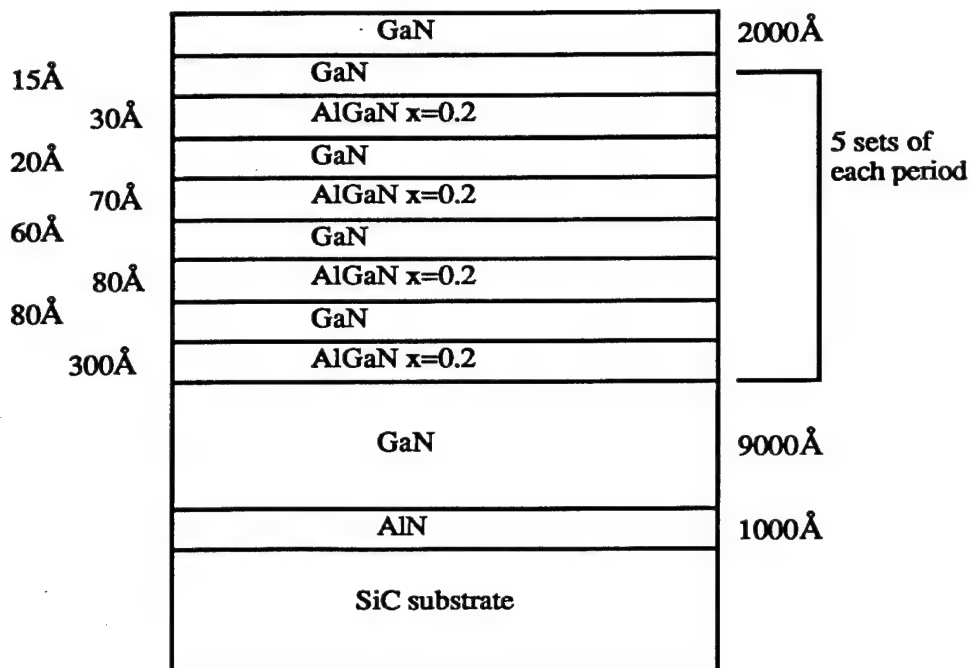 GaN 2000Å
15Å GaN
30Å AlGaN x=0.2
20Å GaN
70Å AlGaN x=0.2
60Å GaN
80Å AlGaN x=0.2
80Å GaN
300Å AlGaN x=0.2
5 sets of
each period
GaN 9000Å
AlN 1000Å
SiC substrate